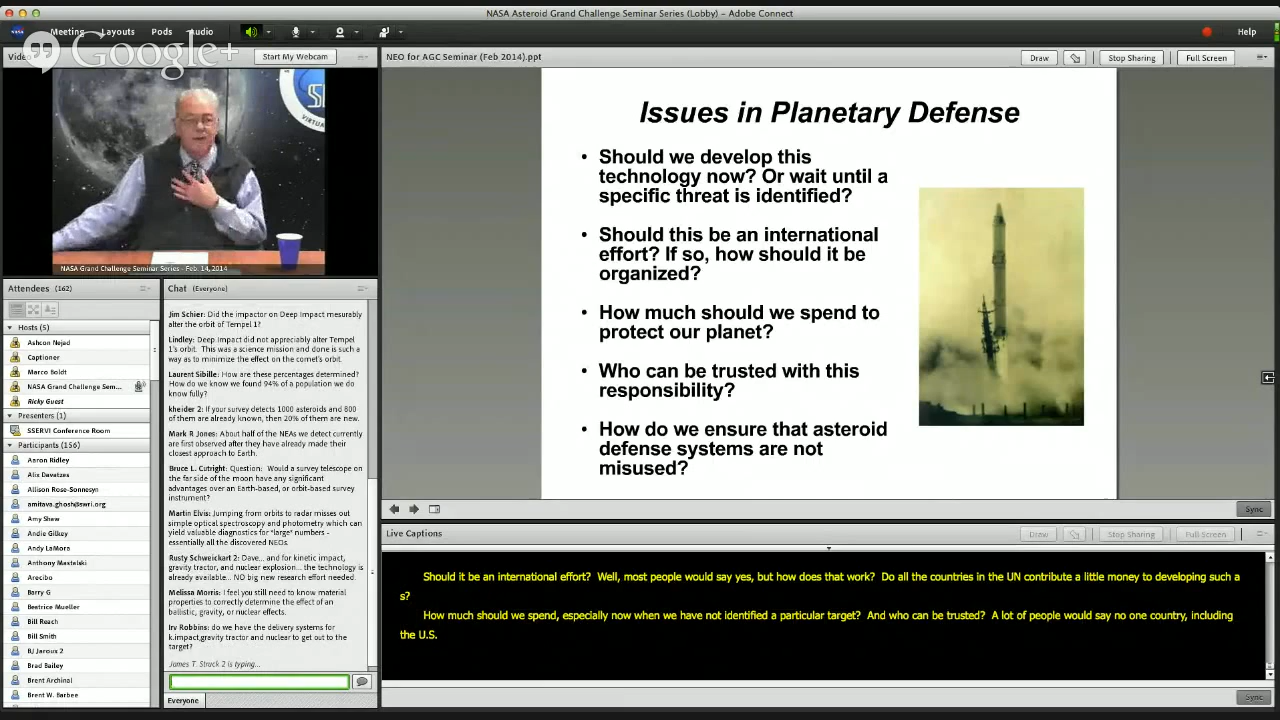 NASA Asteroid Grand Challenge Seminar Series (Lobby) - Adobe Connect
Meeting Layouts Pods Audio
Help
Google+
Video
Start My Webcam
NASA Grand Challenge Seminar Series - Feb. 14, 2014
Attendees (162)
Hosts (5)
Ashcon Nejad
Captioner
Marco Boldt
NASA Grand Challenge Sem...
Ricky Guest
Presenters (1)
SSERVI Conference Room
Participants (156)
Aaron Ridley
Alix Davatzes
Allison Rose-Sonnesyn
amitava.ghosh@swri.org
Amy Shaw
Andie Gilkey
Andy LaMora
Anthony Mastalski
Arecibo
Barry G
Beatrice Mueller
Bill Reach
Bill Smith
BJ Jarous 2
Brad Bailey
Brent Archinal
Brent W. Barbee
Chat (Everyone)
Jim Schier: Did the impactor on Deep Impact mesurably
alter the orbit of Tempel 1?
Lindley: Deep Impact did not appreciably alter Tempel
1's orbit. This was a science mission and done is such a
way as to minimize the effect on the comet's orbit.
Laurent Sibille: How are these percentages determined?
How do we know we found 94% of a population we do
know fully?
kheider 2: If your survey detects 1000 asteroids and 800
of them are already known, then 20% of them are new.
Mark R Jones: About half of the NEAs we detect currently
are first observed after they have already made their
closest approach to Earth.
Bruce L. Cutright: Question: Would a survey telescope on
the far side of the moon have any significant
advantages over an Earth-based, or orbit-based survey
instrument?
Martin Elvis: Jumping from orbits to radar misses out
simple optical spectroscopy and photometry which can
yield valuable diagnostics for "large" numbers -
essentially all the discovered NEOs.
Rusty Schweickart 2: Dave... and for kinetic impact,
gravity tractor, and nuclear explosion... the technology
is already available... NO big new research effort needed.
Melissa Morris: I feel you still need to know material
properties to correctly determine the effect of an
ballistic, gravity, or nuclear effects.
Irv Robbins: do we have the delivery systems for
k.impact,gravity tractor and nuclear to get out to the
target?
James T. Struck 2 is typing...
Everyone
NEO for AGC Seminar (Feb 2014).ppt
Draw
Stop Sharing
Full Screen
Issues in Planetary Defense
• Should we develop this
technology now? Or wait until a
specific threat is identified?
• Should this be an international
effort? If so, how should it be
organized?
• How much should we spend to
protect our planet?
• Who can be trusted with this
responsibility?
• How do we ensure that asteroid
defense systems are not
misused?
Sync
Live Captions
Draw
Stop Sharing
Full Screen
Should it be an international effort? Well, most people would say yes, but how does that work? Do all the countries in the UN contribute a little money to developing such a
s?
How much should we spend, especially now when we have not identified a particular target? And who can be trusted? A lot of people would say no one country, including
the U.S.
Sync